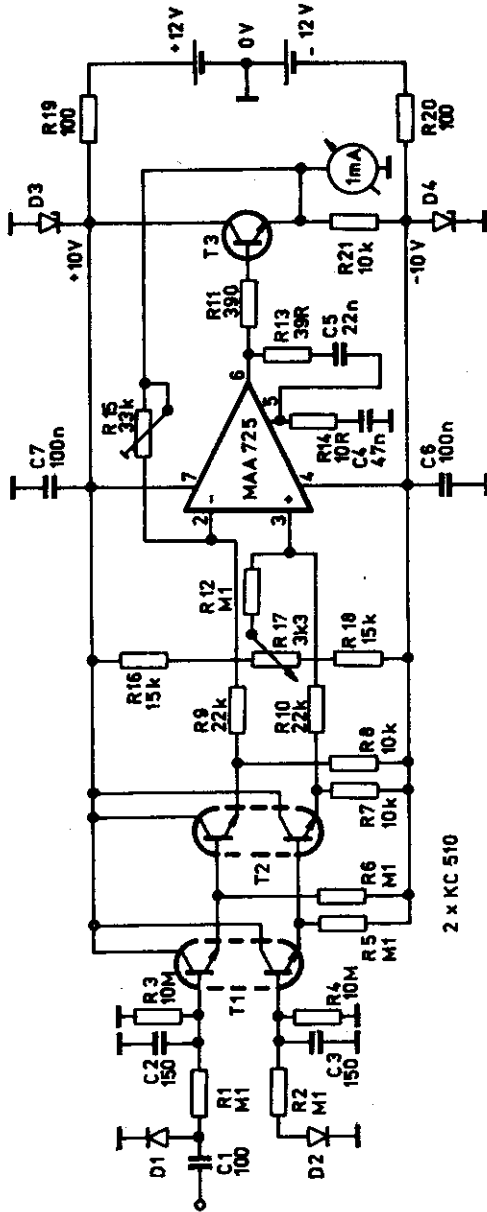 C1
100
D1
R1
M1
C2
150
R3
10M
D2
R2
M1
C3
150
R4
10M
T1
T2
R5
M1
R6
M1
R7
10k
R8
10k
2 x KC 510
R9
22k
R10
22k
R16
15k
R17
3k3
R18
15k
R12
M1
C7
100n
R15
33k
2
-
3
+
7
4
6
5
MAA 725
R14
10R
C4
47n
R13
39R
C5
22n
C6
100n
R11
390
T3
R21
10k
D3
+10V
-10V
D4
1mA
R19
100
R20
100
+12V
0V
-12V